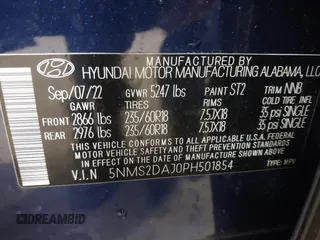 MANUFACTURED BY
HYUNDAI MOTOR MANUFACTURING ALABAMA, LLC
Sep/07/22 GVWR 5247 lbs PAINT ST2 TRIM NNB
GAWR TIRES RIMS
FRONT 2866 lbs 235/60R18 7.5JX18 35 psi SINGLE
REAR 2976 lbs 235/60R18 7.5JX18 35 psi SINGLE
THIS VEHICLE CONFORMS TO ALL APPLICABLE
FEDERAL MOTOR VEHICLE SAFETY, BUMPER, AND
THEFT PREVENTION STANDARDS IN EFFECT ON
THE DATE OF MANUFACTURE SHOWN ABOVE.
V.I.N 5NMS2DAJ0PH501854 TYPE: MPV
DREAMBID